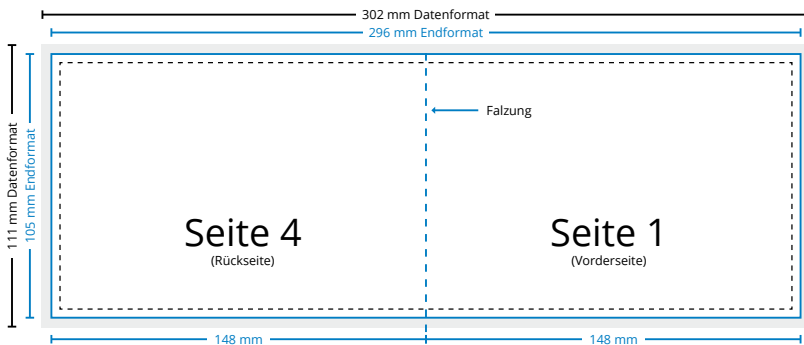 302 mm Datenformat
296 mm Endformat
111 mm Datenformat
105 mm Endformat
Falzung
Seite 4
(Rückseite)
Seite 1
(Vorderseite)
148 mm
148 mm